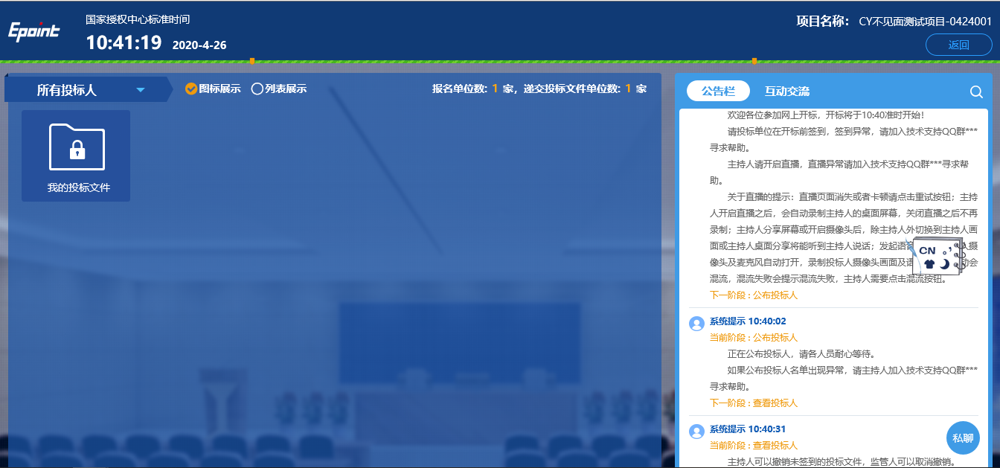 Epoint
国家授权中心标准时间
10:41:19 2020-4-26
项目名称： CY不见面测试项目-0424001
返回
所有投标人
图标展示 列表展示
报名单位数：1 家，递交投标文件单位数：1 家
我的投标文件
公告栏 互动交流
欢迎各位参加网上开标，开标将于10:40准时开始！
请投标单位在开标前签到，签到异常，请加入技术支持QQ群***
寻求帮助。
主持人请开启直播，直播异常请加入技术支持QQ群***寻求帮
助。
关于直播的提示：直播页面消失或者卡顿请点击重试按钮；主持
人开启直播之后，会自动录制主持人的桌面屏幕，关闭直播之后不再
录制；主持人分享屏幕或开启摄像头后，除主持人外切换到主持人画
面或主持人桌面分享将能听到主持人说话；发起语 人摄
像头及麦克风自动打开，录制投标人摄像头画面及语 动会
混流，混流失败会提示混流失败，主持人需要点击混流按钮。
CN
下一阶段：公布投标人
系统提示 10:40:02
当前阶段：公布投标人
正在公布投标人，请各人员耐心等待。
如果公布投标人名单出现异常，请主持人加入技术支持QQ群***
寻求帮助。
下一阶段：查看投标人
系统提示 10:40:31
当前阶段：查看投标人
主持人可以撤销未签到的投标文件，监管人可以取消撤销。
私聊